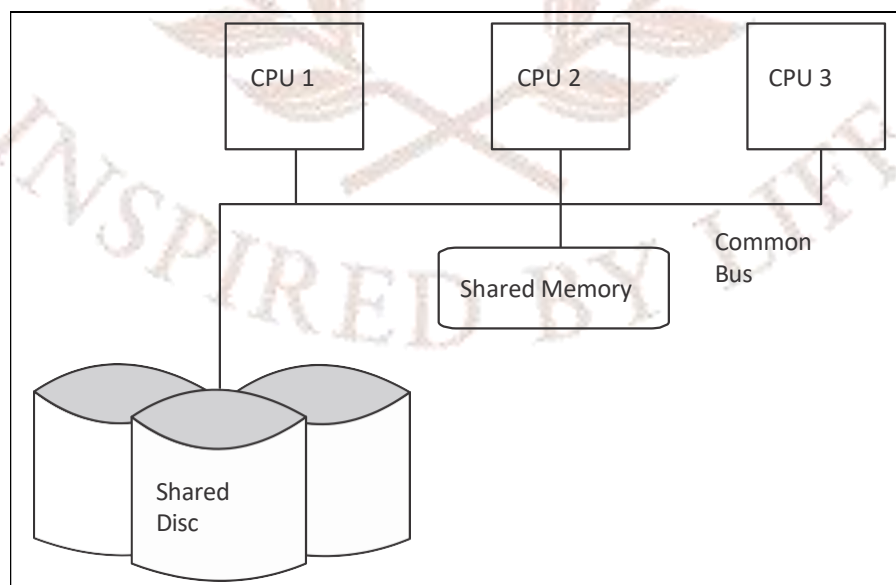 CPU 1
CPU 2
CPU 3
Common
Bus
Shared Memory
Shared
Disc
INSPIRED BY LIFE